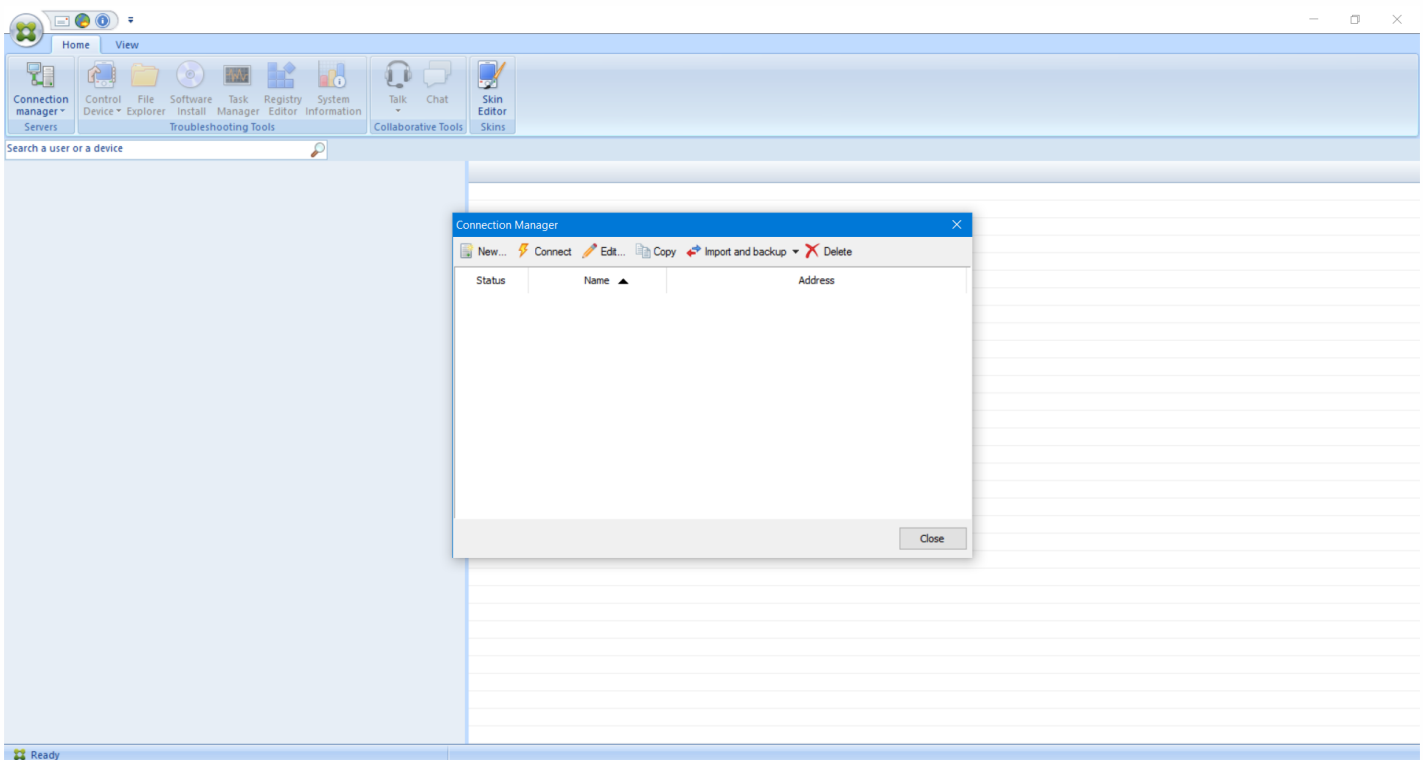 Home View
Connection manager
Control Device
File Explorer
Software Install
Task Manager
Registry Editor
System Information
Talk
Chat
Skin Editor
Servers
Troubleshooting Tools
Collaborative Tools
Skins
Search a user or a device
Connection Manager
New... Connect Edit... Copy Import and backup Delete
Status Name Address
Close
Ready